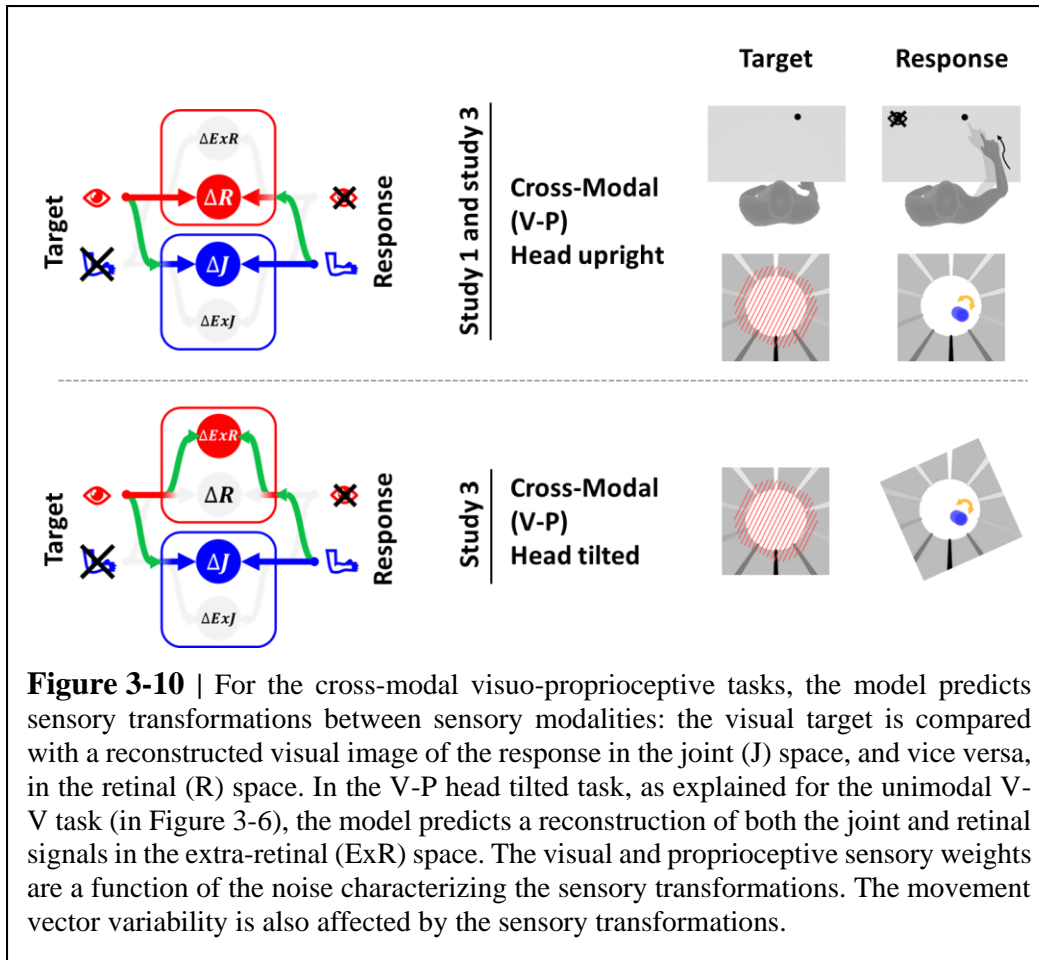 Target
Response
ΔExR
ΔR
ΔJ
ΔExJ
Target
Response
Study 1 and study 3
Cross-Modal
(V-P)
Head upright
ΔExR
ΔR
ΔJ
ΔExJ
Target
Response
Study 3
Cross-Modal
(V-P)
Head tilted
Figure 3-10 | For the cross-modal visuo-proprioceptive tasks, the model predicts
sensory transformations between sensory modalities: the visual target is compared
with a reconstructed visual image of the response in the joint (J) space, and vice versa,
in the retinal (R) space. In the V-P head tilted task, as explained for the unimodal V-
V task (in Figure 3-6), the model predicts a reconstruction of both the joint and retinal
signals in the extra-retinal (ExR) space. The visual and proprioceptive sensory weights
are a function of the noise characterizing the sensory transformations. The movement
vector variability is also affected by the sensory transformations.